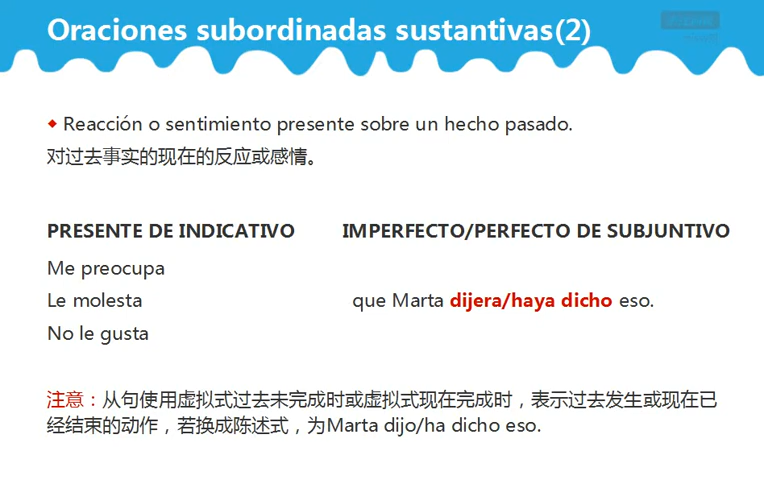 Oraciones subordinadas sustantivas(2)
Reacción o sentimiento presente sobre un hecho pasado.
对过去事实的现在的反应或感情。
PRESENTE DE INDICATIVO IMPERFECTO/PERFECTO DE SUBJUNTIVO
Me preocupa
Le molesta que Marta dijera/haya dicho eso.
No le gusta
注意：从句使用虚拟式过去未完成时或虚拟式现在完成时，表示过去发生或现在已
经结束的动作，若换成陈述式，为Marta dijo/ha dicho eso.